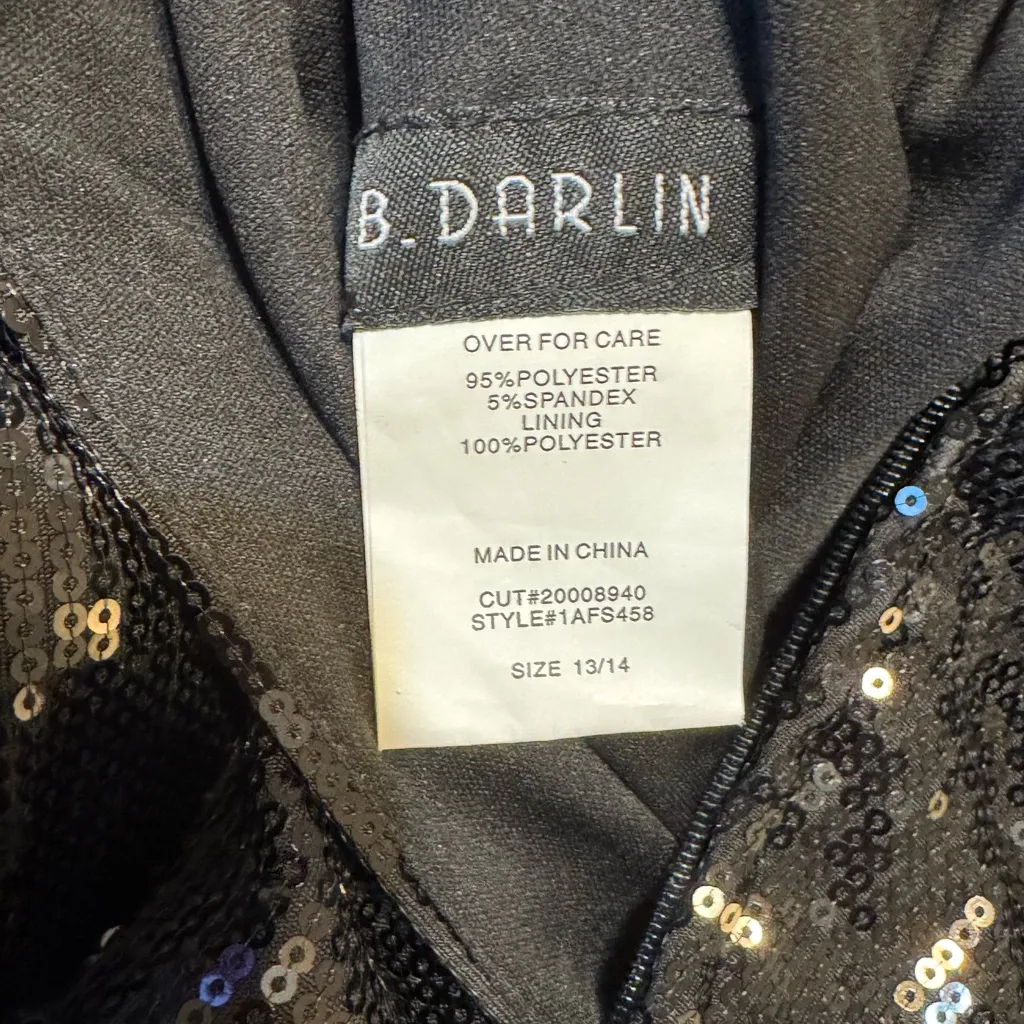 B. DARLIN
OVER FOR CARE
95%POLYESTER
5%SPANDEX
LINING
100%POLYESTER
MADE IN CHINA
CUT#20008940
STYLE#1AFS458
SIZE 13/14